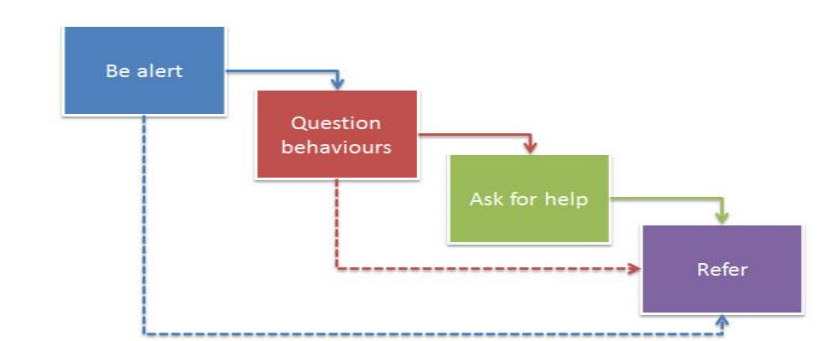 Be alert
Question
behaviours
Ask for help
Refer